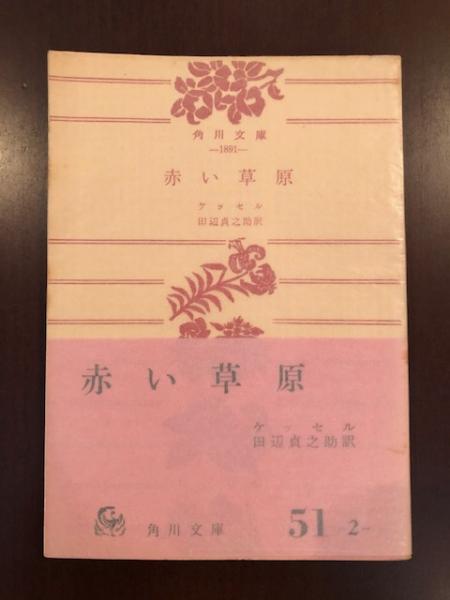 角川文庫
—1891—
赤い草原
ケッセル
田辺貞之助訳
赤い草原
ケッセル
田辺貞之助訳
角川文庫
51 2-